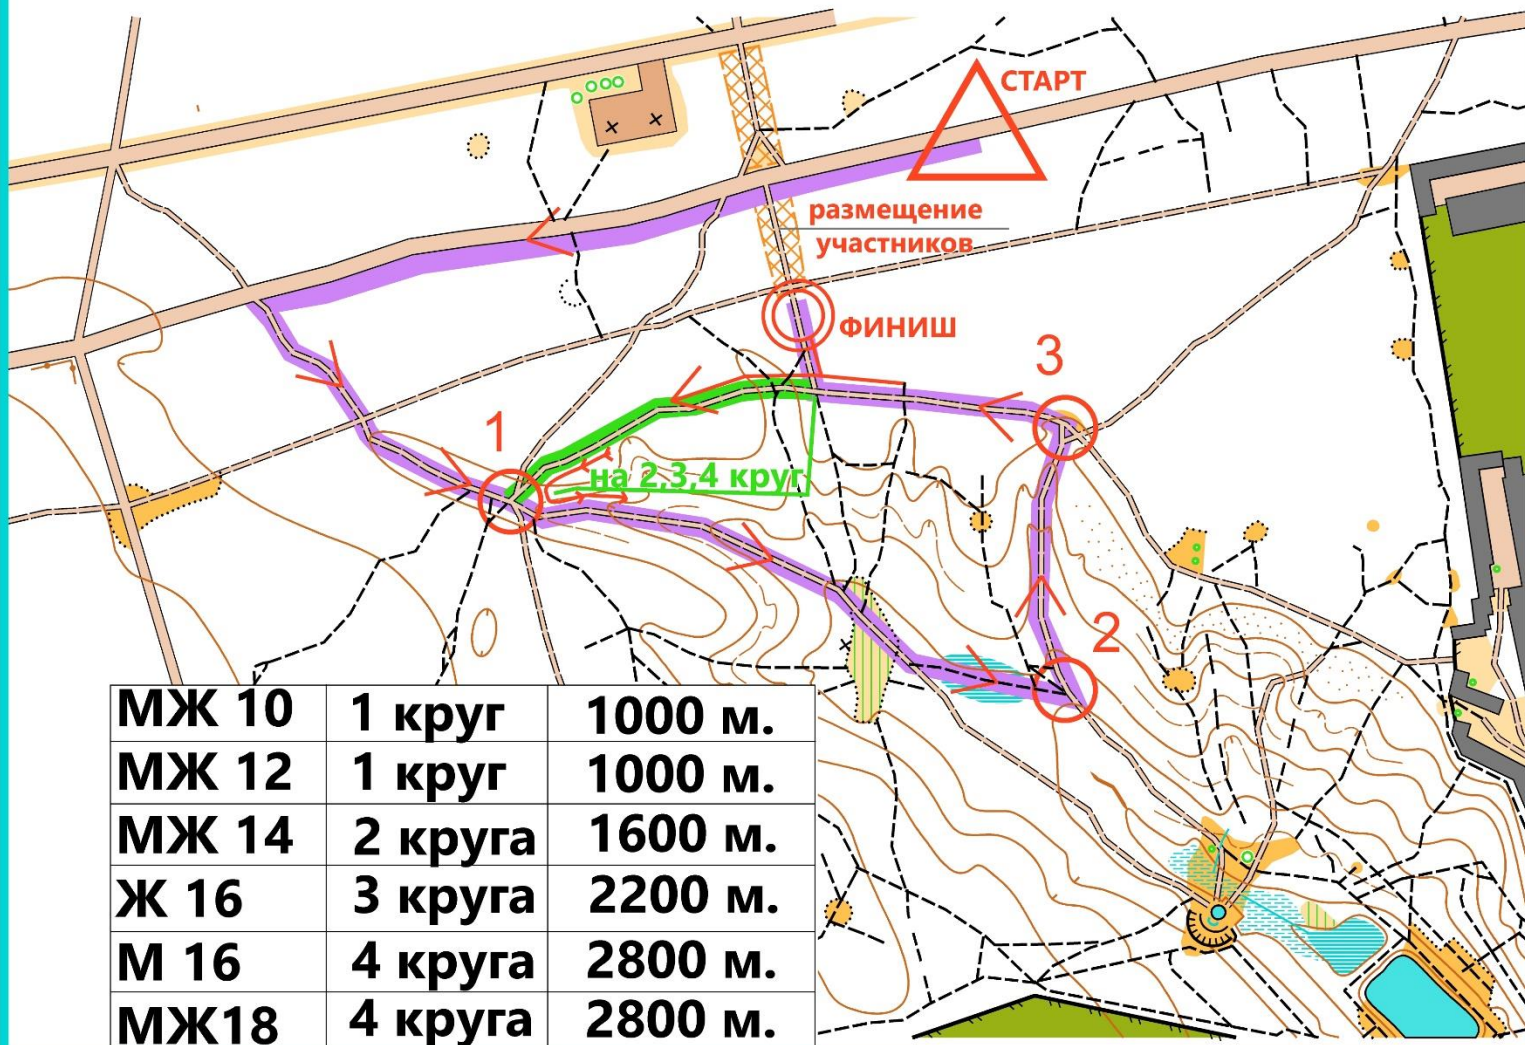 СТАРТ
размещение
участников
ФИНИШ
3
1
на 2,3,4 круг
2
МЖ 10 1 круг 1000 м.
МЖ 12 1 круг 1000 м.
МЖ 14 2 круга 1600 м.
Ж 16 3 круга 2200 м.
М 16 4 круга 2800 м.
МЖ18 4 круга 2800 м.